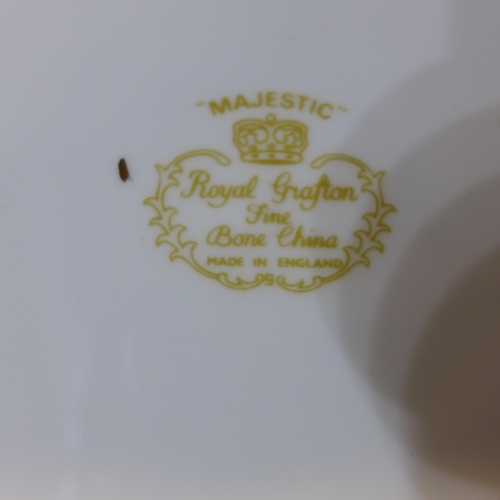 "MAJESTIC"
Royal Grafton
Fine
Bone China
MADE IN ENGLAND